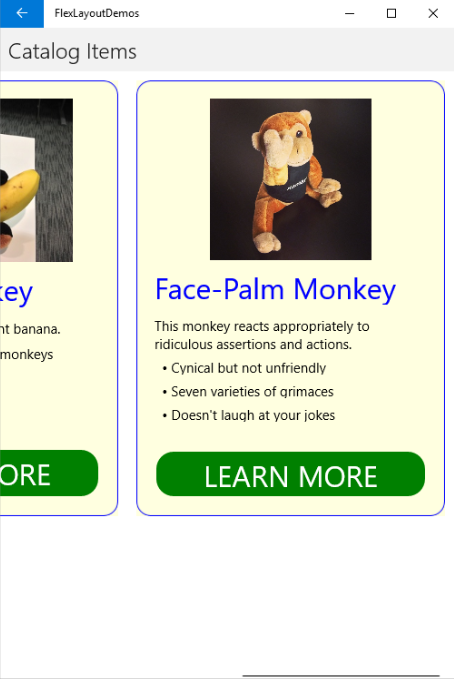 FlexLayoutDemos
Catalog Items
key
nt banana.
monkeys
ORE
Face-Palm Monkey
This monkey reacts appropriately to
ridiculous assertions and actions.
• Cynical but not unfriendly
• Seven varieties of grimaces
• Doesn't laugh at your jokes
LEARN MORE